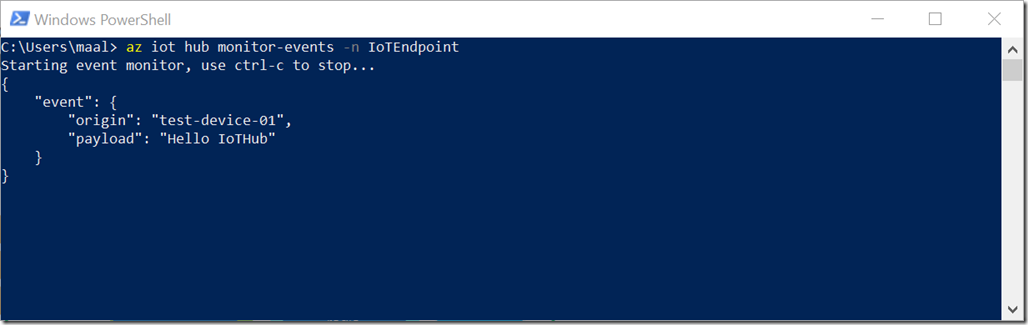 Windows PowerShell
C:\Users\maal> az iot hub monitor-events -n IoTEndpoint
Starting event monitor, use ctrl-c to stop...
{
    "event": {
        "origin": "test-device-01",
        "payload": "Hello IoTHub"
    }
}